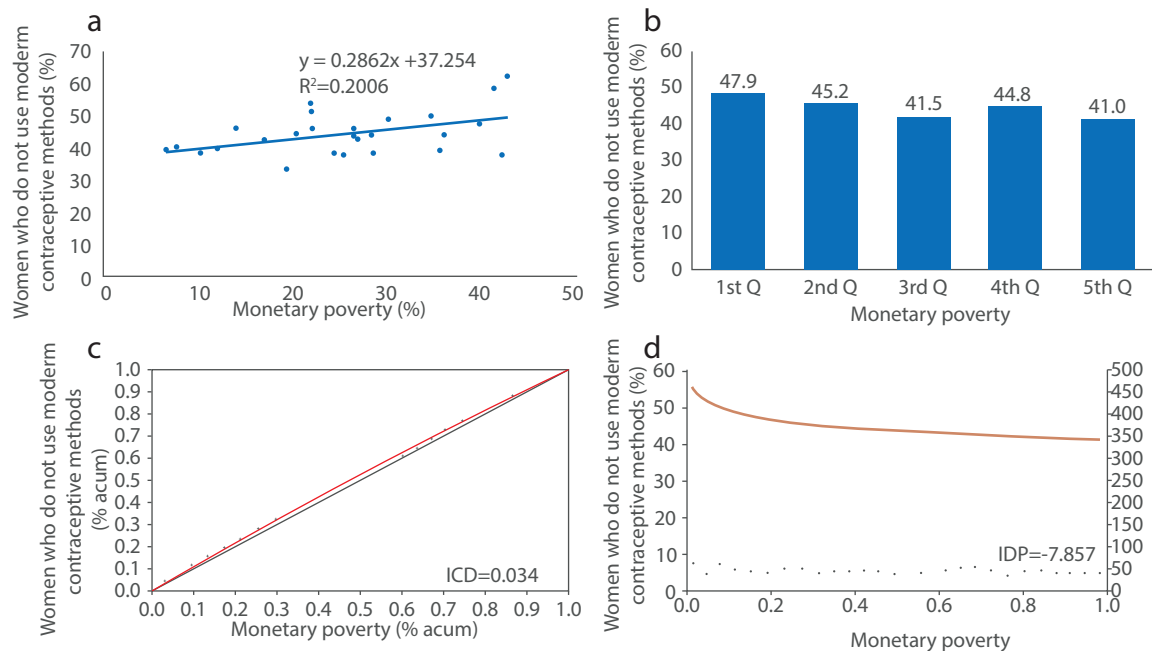 a
Women who do not use moderm
contraceptive methods (%)
70
60
50
40
30
20
10
0
y = 0.2862x +37.254
R²=0.2006
10
20
30
40
50
Monetary poverty (%)
b
Women who do not use moderm
contraceptive methods (%)
60
50
40
30
20
10
0
47.9
45.2
41.5
44.8
41.0
1st Q
2nd Q
3rd Q
4th Q
5th Q
Monetary poverty
c
Women who do not use moderm
contraceptive methods
(% acum)
1.0
0.9
0.8
0.7
0.6
0.5
0.4
0.3
0.2
0.1
0.0
ICD=0.034
0.0
0.1
0.2
0.3
0.4
0.5
0.6
0.7
0.8
0.9
1.0
Monetary poverty (% acum)
d
Women who do not use moderm
contraceptive methods (%)
60
50
40
30
20
10
0
500
450
400
350
300
250
200
150
100
50
0
IDP=-7.857
0.0
0.2
0.4
0.6
0.8
1.0
Monetary poverty